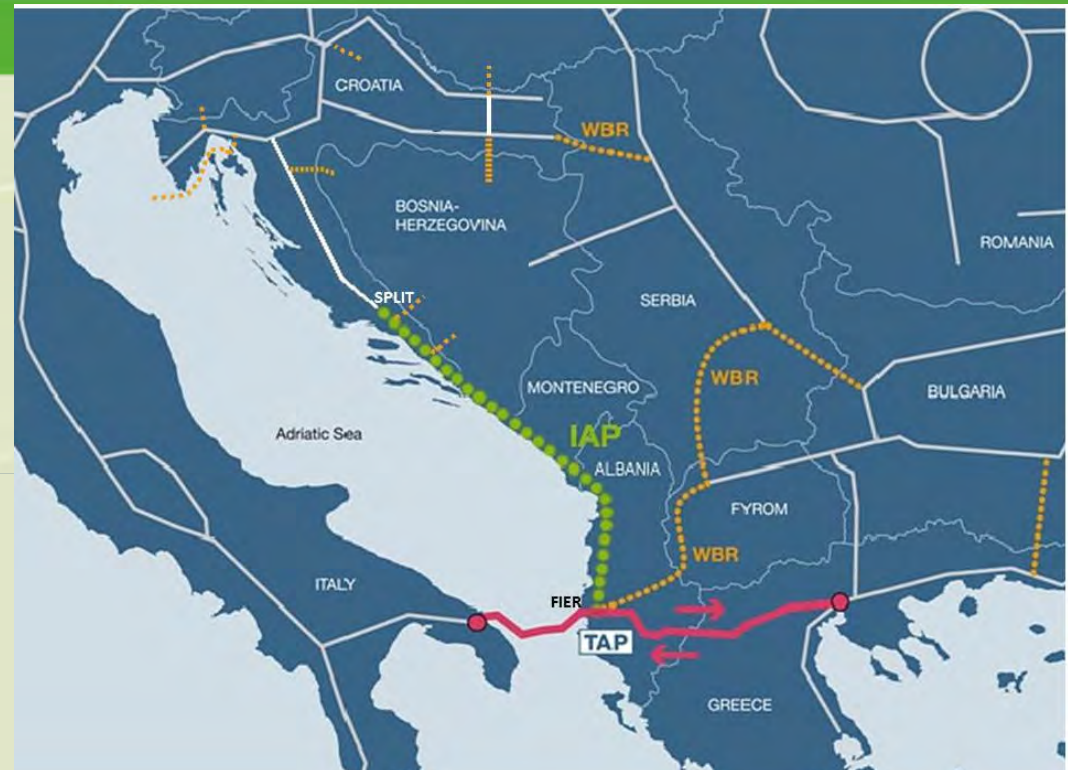 CROATIA
WBR
BOSNIA-
HERZEGOVINA
ROMANIA
SPLIT
SERBIA
WBR
MONTENEGRO
BULGARIA
Adriatic Sea
IAP
ALBANIA
FYROM
WBR
ITALY
FIER
TAP
GREECE